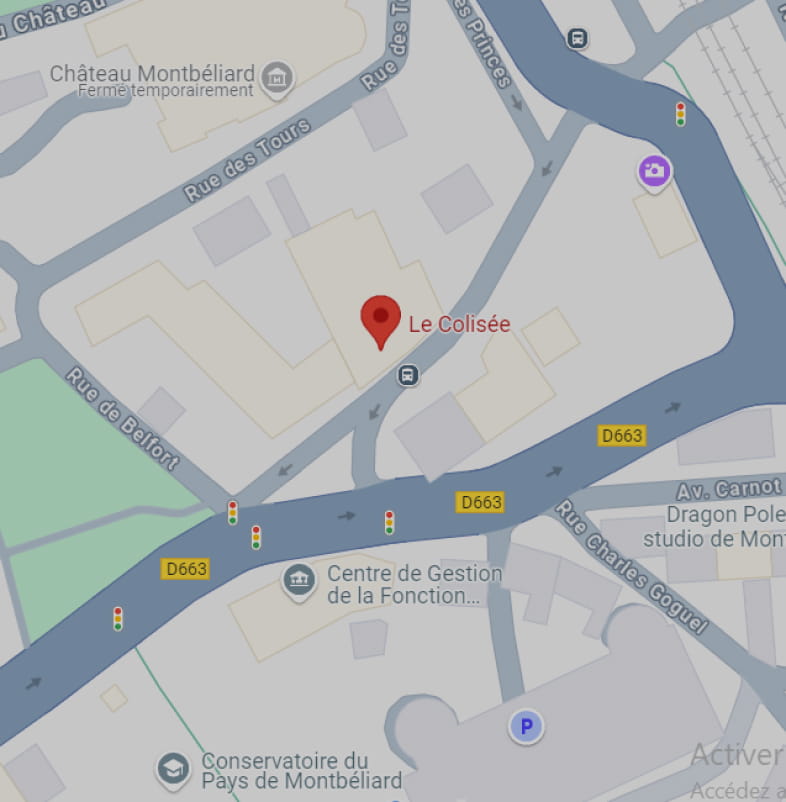 u Château
Rue des T
es Princes
Château Montbéliard
Fermé temporairement
Rue des Tours
Le Colisée
Rue de Belfort
D663
D663
Av. Carnot
Dragon Pole
studio de Mon
D663
Rue Charles Goguel
Centre de Gestion
de la Fonction...
P
Conservatoire du
Pays de Montbéliard
Activer
Accédez a